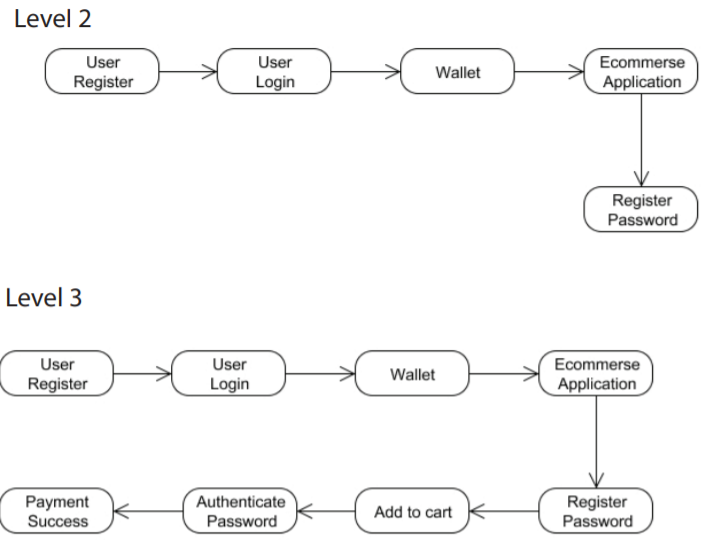 Level 2
User
Register
User
Login
Wallet
Ecommerse
Application
Register
Password
Level 3
User
Register
User
Login
Wallet
Ecommerse
Application
Payment
Success
Authenticate
Password
Add to cart
Register
Password